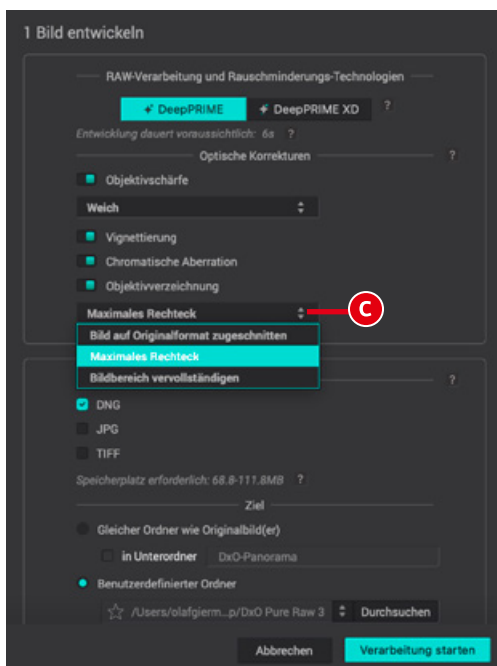 1 Bild entwickeln
RAW-Verarbeitung und Rauschminderungs-Technologien
DeepPRIME
DeepPRIME XD
?
Entwicklung dauert voraussichtlich: 6s ?
Optische Korrekturen ?
Objektivschärfe
Weich
Vignettierung
Chromatische Aberration
Objektivverzeichnung
Maximales Rechteck
C
Bild auf Originalformat zugeschnitten
Maximales Rechteck
Bildbereich vervollständigen
?
DNG
JPG
TIFF
Speicherplatz erforderlich: 68.8-111.8MB ?
Ziel
Gleicher Ordner wie Originalbild(er)
in Unterordner DxO-Panorama
Benutzerdefinierter Ordner
/Users/olafgierm...p/DxO Pure Raw 3 Durchsuchen
Abbrechen Verarbeitung starten